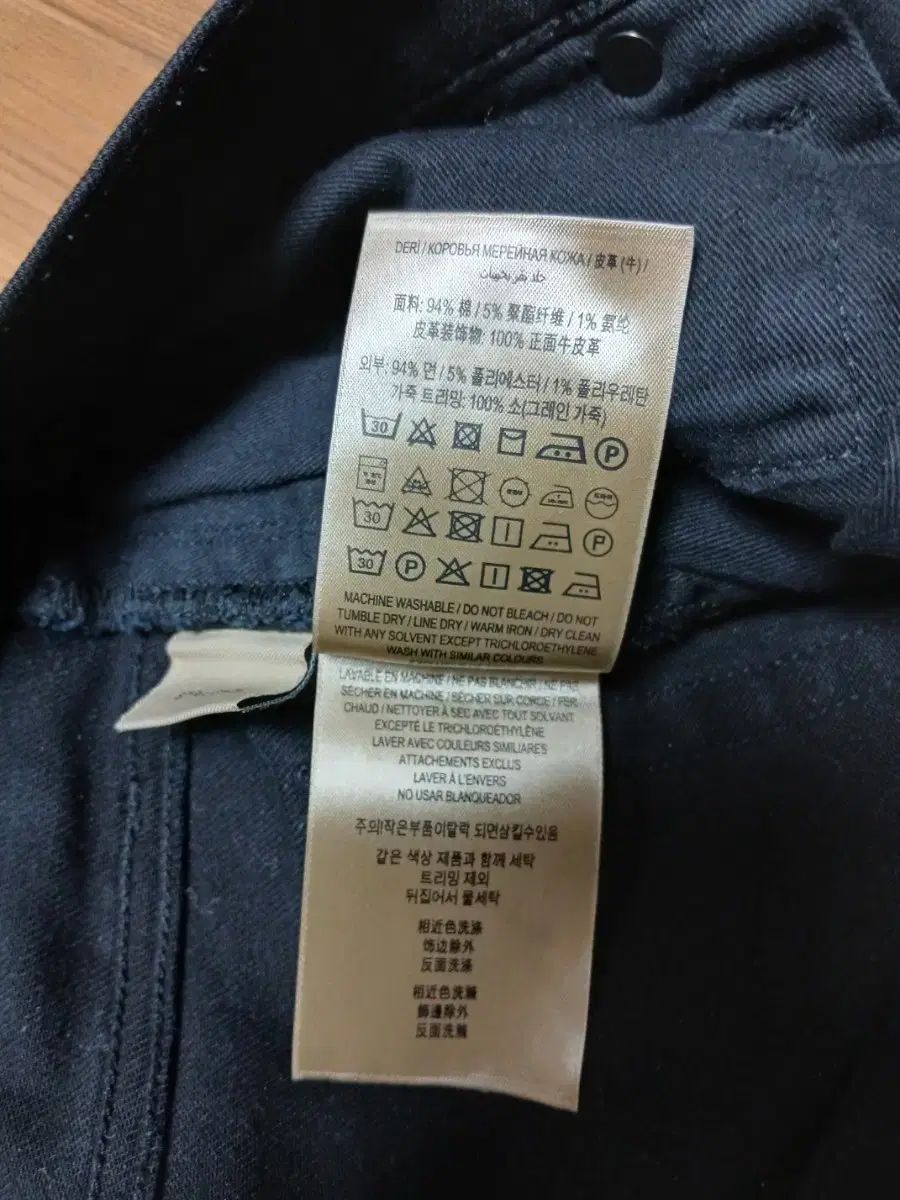 DERİ / КОРОВЬЯ МЕРЕЙНАЯ КОЖА / 皮革 (牛) /
面料: 94% 棉 / 5% 聚酯纤维 / 1% 氨纶
皮革装饰物: 100% 正面牛皮革
외부: 94% 면 / 5% 폴리에스터 / 1% 폴리우레탄
가죽 트리밍: 100% 소(그레인 가죽)
30 P
30 P
30 P
MACHINE WASHABLE / DO NOT BLEACH / DO NOT
TUMBLE DRY / LINE DRY / WARM IRON / DRY CLEAN
WITH ANY SOLVENT EXCEPT TRICHLOROETHYLENE
WASH WITH SIMILAR COLOURS
LAVABLE EN MACHINE / NE PAS BLANCHIR / NE PAS
SÉCHER EN MACHINE / SÉCHER SUR CORDE / FER
CHAUD / NETTOYER À SEC AVEC TOUT SOLVANT
EXCEPTÉ LE TRICHLOROÉTHYLÈNE
LAVER AVEC COULEURS SIMILIARES
ATTACHEMENTS EXCLUS
LAVER À L'ENVERS
NO USAR BLANQUEADOR
주의!작은부품이탈락 되면삼킬수있음
같은 색상 제품과 함께 세탁
트리밍 제외
뒤집어서 물세탁
相近色洗涤
饰边除外
反面洗涤
相近色洗滌
飾邊除外
反面洗滌